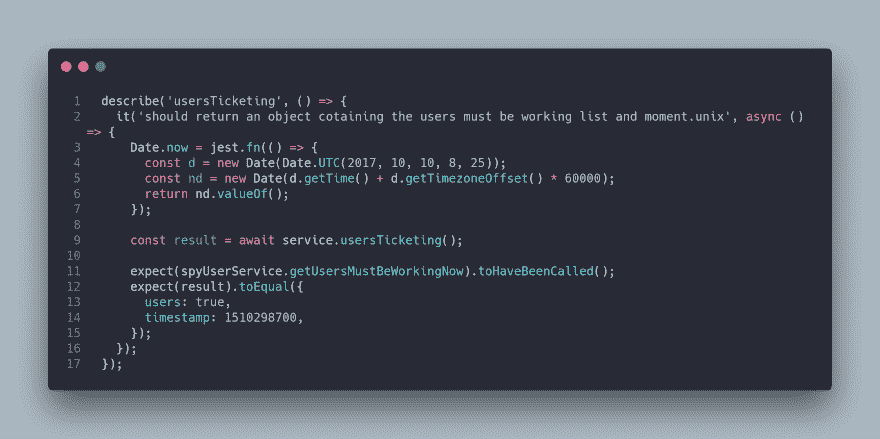 1 describe('usersTicketing', () => {
2 it('should return an object cotaining the users must be working list and moment.unix', async ()
=> {
3 Date.now = jest.fn(() => {
4 const d = new Date(Date.UTC(2017, 10, 10, 8, 25));
5 const nd = new Date(d.getTime() + d.getTimezoneOffset() * 60000);
6 return nd.valueOf();
7 });
8
9 const result = await service.usersTicketing();
10
11 expect(spyUserService.getUsersMustBeWorkingNow).toHaveBeenCalled();
12 expect(result).toEqual({
13 users: true,
14 timestamp: 1510298700,
15 });
16 });
17 });